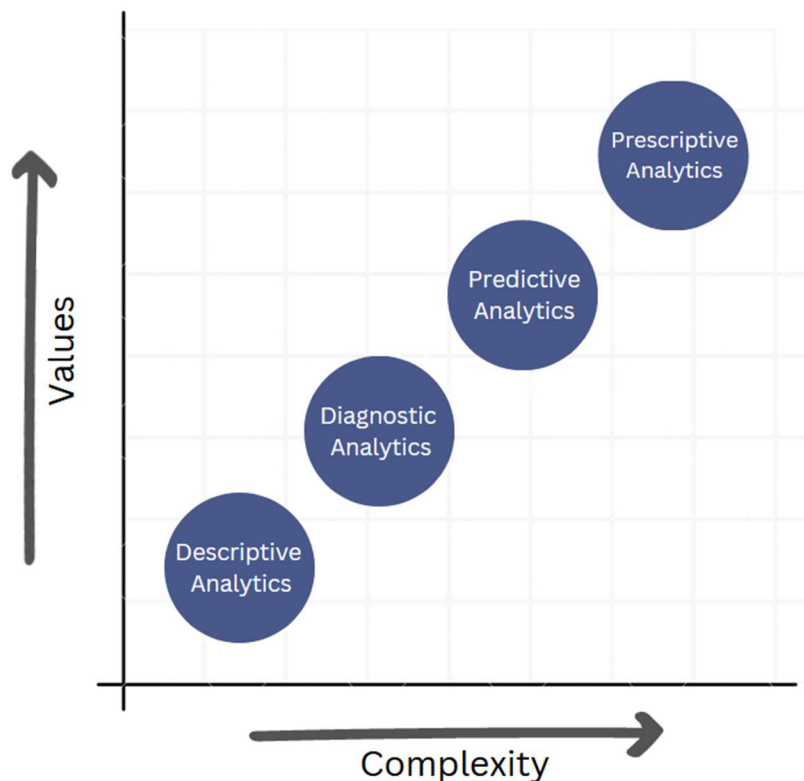 Prescriptive
Analytics
Predictive
Analytics
Values
Diagnostic
Analytics
Descriptive
Analytics
Complexity